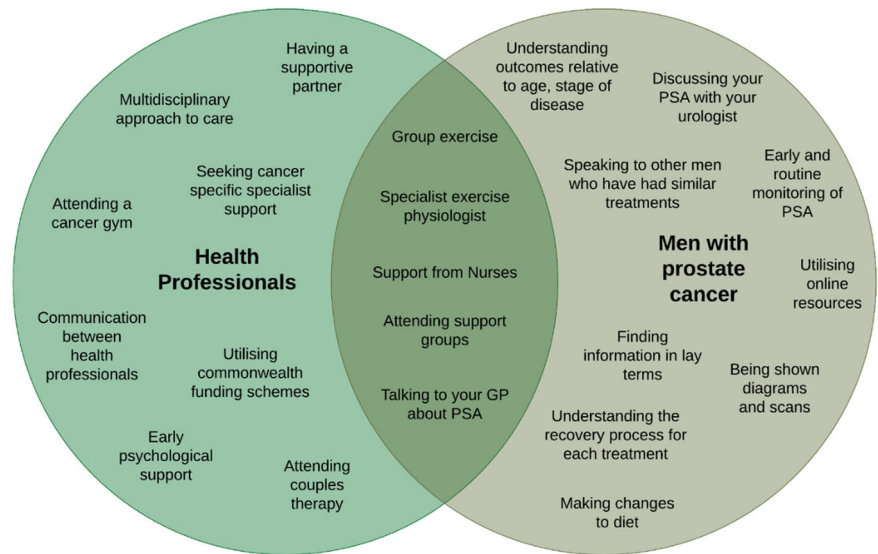 Having a
supportive
partner
Multidisciplinary
approach to care
Seeking cancer
specific specialist
support
Attending a
cancer gym
Health
Professionals
Communication
between
health
professionals
Utilising
commonwealth
funding schemes
Early
psychological
support
Attending
couples
therapy
Group exercise
Specialist exercise
physiologist
Support from Nurses
Attending support
groups
Talking to your GP
about PSA
Understanding
outcomes relative
to age, stage of
disease
Discussing your
PSA with your
urologist
Speaking to other men
who have had similar
treatments
Early and
routine
monitoring of
PSA
Men with
prostate
cancer
Utilising
online
resources
Finding
information in lay
terms
Being shown
diagrams
and scans
Understanding the
recovery process for
each treatment
Making changes
to diet